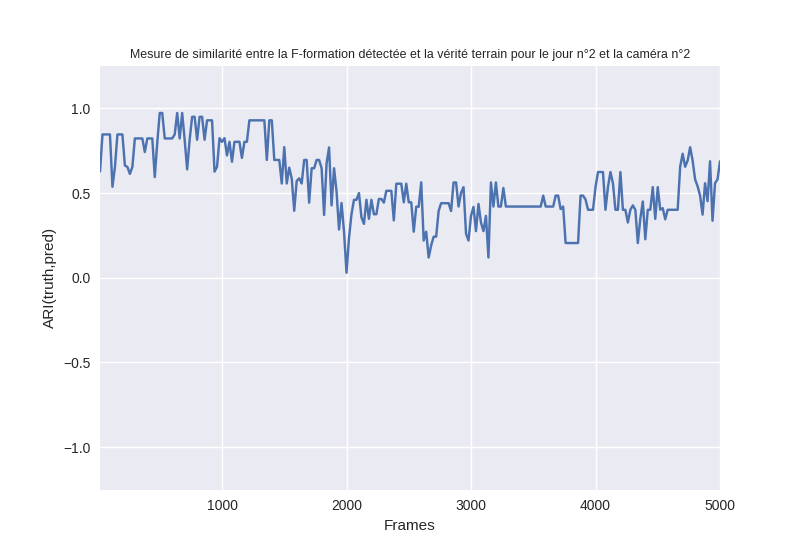 Mesure de similarité entre la F-formation détectée et la vérité terrain pour le jour n°2 et la caméra n°2
1.0
0.5
0.0
−0.5
−1.0
ARI(truth,pred)
1000 2000 3000 4000 5000
Frames